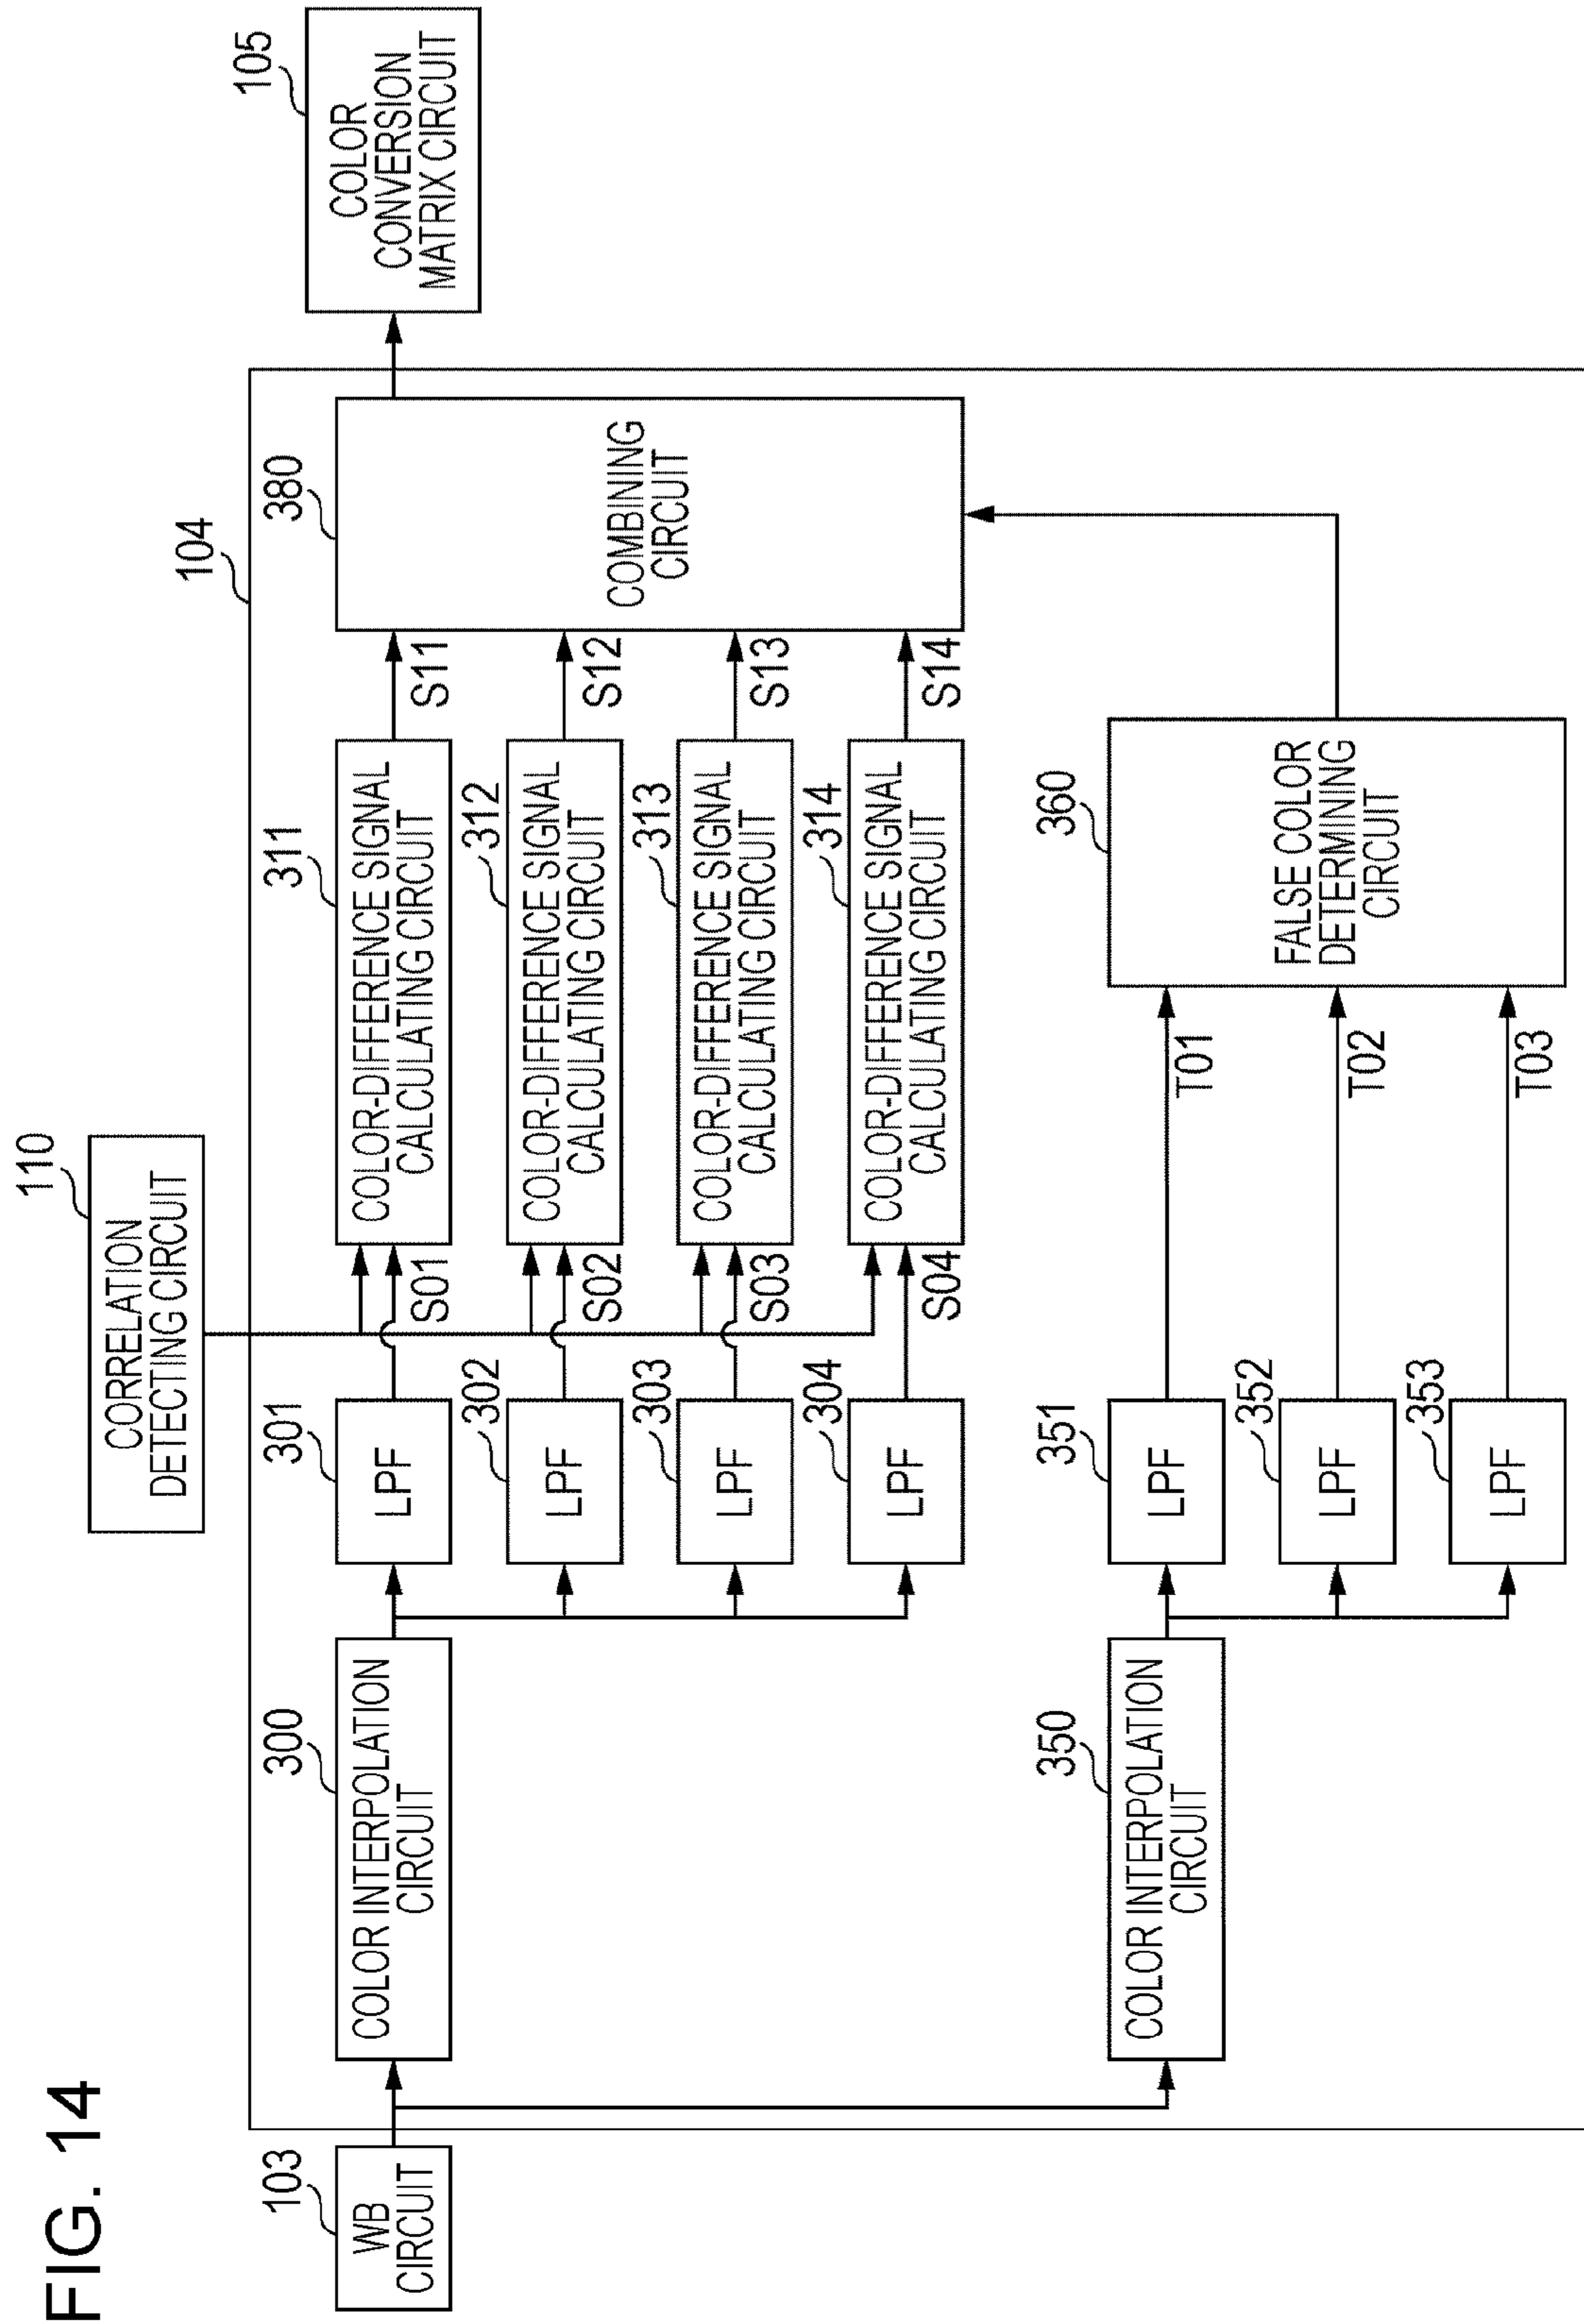 FIG. 14
103
WB
CIRCUIT
104
300
COLOR INTERPOLATION
CIRCUIT
110
CORRELATION
DETECTING CIRCUIT
301
LPF
302
LPF
303
LPF
304
LPF
S01
S02
S03
S04
311
COLOR-DIFFERENCE SIGNAL
CALCULATING CIRCUIT
312
COLOR-DIFFERENCE SIGNAL
CALCULATING CIRCUIT
313
COLOR-DIFFERENCE SIGNAL
CALCULATING CIRCUIT
314
COLOR-DIFFERENCE SIGNAL
CALCULATING CIRCUIT
S11
S12
S13
S14
380
COMBINING
CIRCUIT
105
COLOR
CONVERSION
MATRIX CIRCUIT
350
COLOR INTERPOLATION
CIRCUIT
351
LPF
352
LPF
353
LPF
T01
T02
T03
360
FALSE COLOR
DETERMINING
CIRCUIT